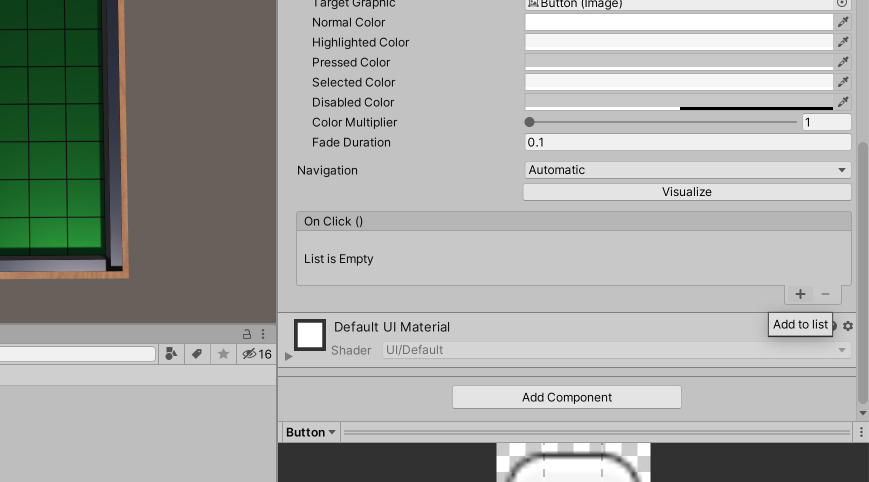 Target Graphic
Button (Image)
Normal Color
Highlighted Color
Pressed Color
Selected Color
Disabled Color
Color Multiplier
1
Fade Duration
0.1
Navigation
Automatic
Visualize
On Click ()
List is Empty
+ −
Add to list
Default UI Material
Shader
UI/Default
16
Add Component
Button